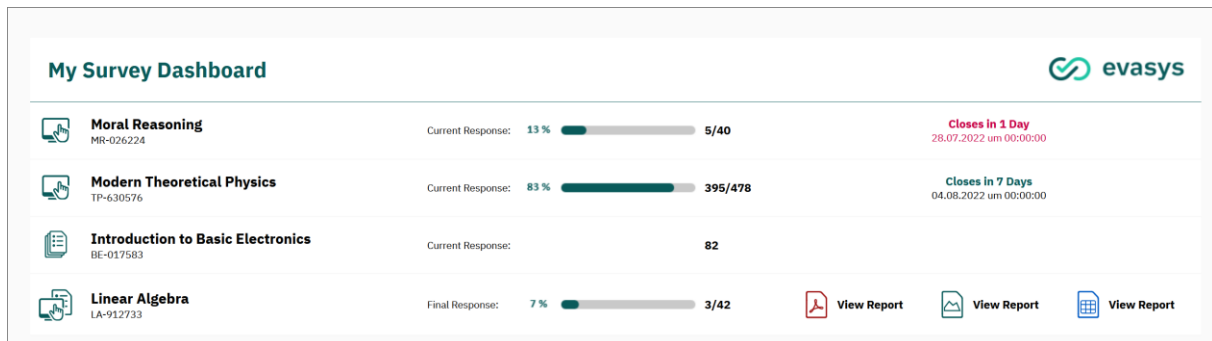 My Survey Dashboard
evasys
Moral Reasoning
MR-026224
Current Response: 13 % 5/40
Closes in 1 Day
28.07.2022 um 00:00:00
Modern Theoretical Physics
TP-630576
Current Response: 83 % 395/478
Closes in 7 Days
04.08.2022 um 00:00:00
Introduction to Basic Electronics
BE-017583
Current Response: 82
Linear Algebra
LA-912733
Final Response: 7 % 3/42
View Report View Report View Report